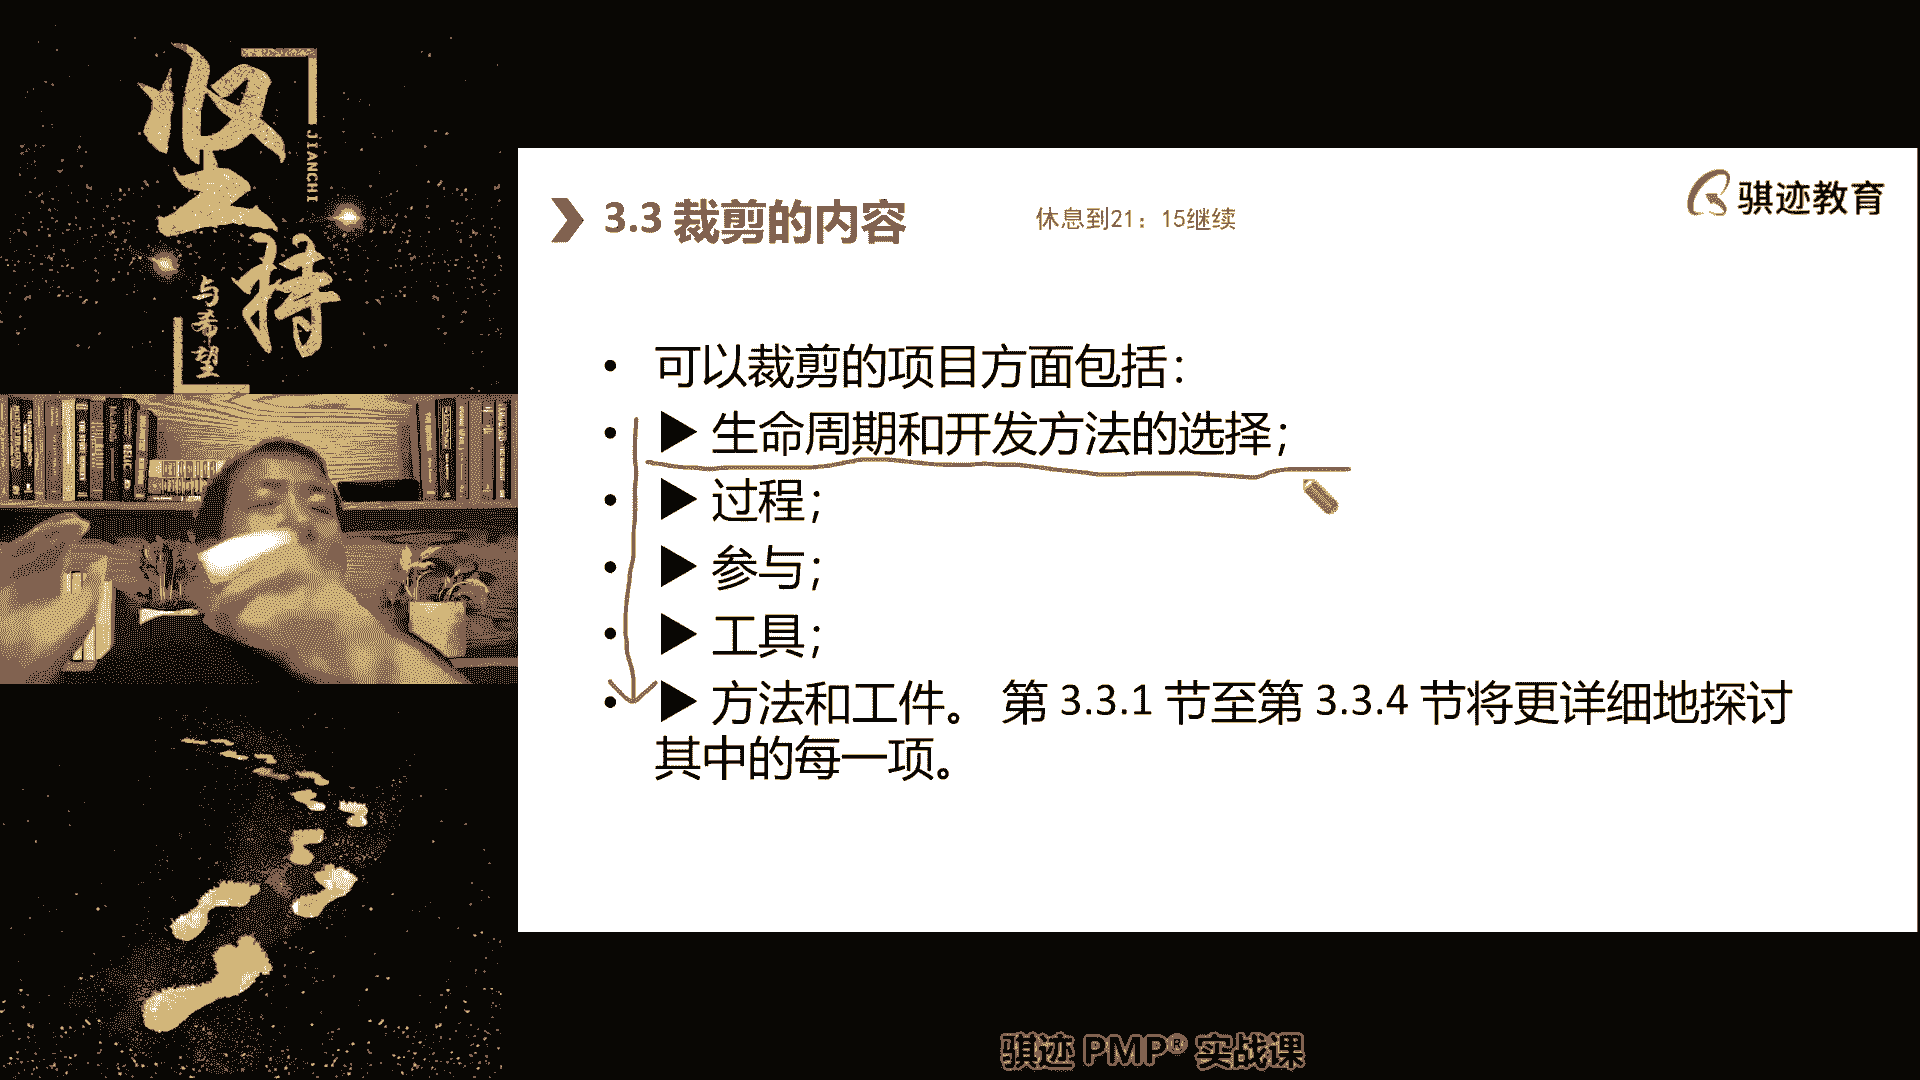 坚持
JIANCHI
与希望
3.3 裁剪的内容
休息到21：15继续
骐迹教育
• 可以裁剪的项目方面包括：
• ▶ 生命周期和开发方法的选择；
• ▶ 过程；
• ▶ 参与；
• ▶ 工具；
• ▶ 方法和工件。 第 3.3.1 节至第 3.3.4 节将更详细地探讨
其中的每一项。
骐迹 PMP® 实战课